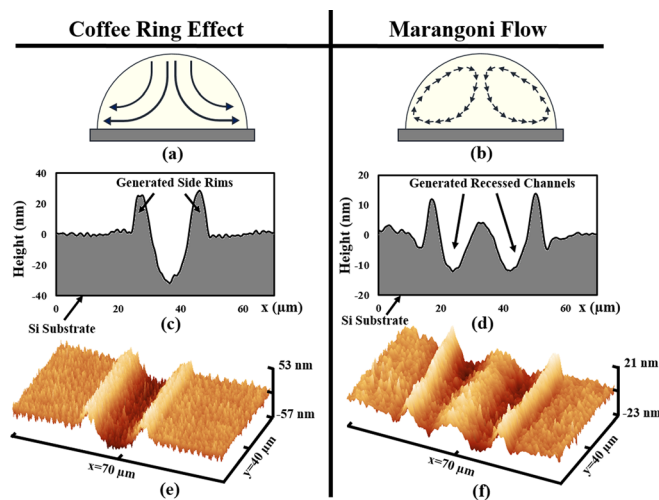 Coffee Ring Effect
Marangoni Flow
(a)
(b)
40
20
0
-20
-40
Height (nm)
Generated Side Rims
0
20
40
60
x (µm)
Si Substrate
(c)
20
10
0
-10
-20
Height (nm)
Generated Recessed Channels
0
20
40
60
x (µm)
Si Substrate
(d)
53 nm
-57 nm
x=70 µm
y=40 µm
(e)
21 nm
-23 nm
x=70 µm
y=40 µm
(f)